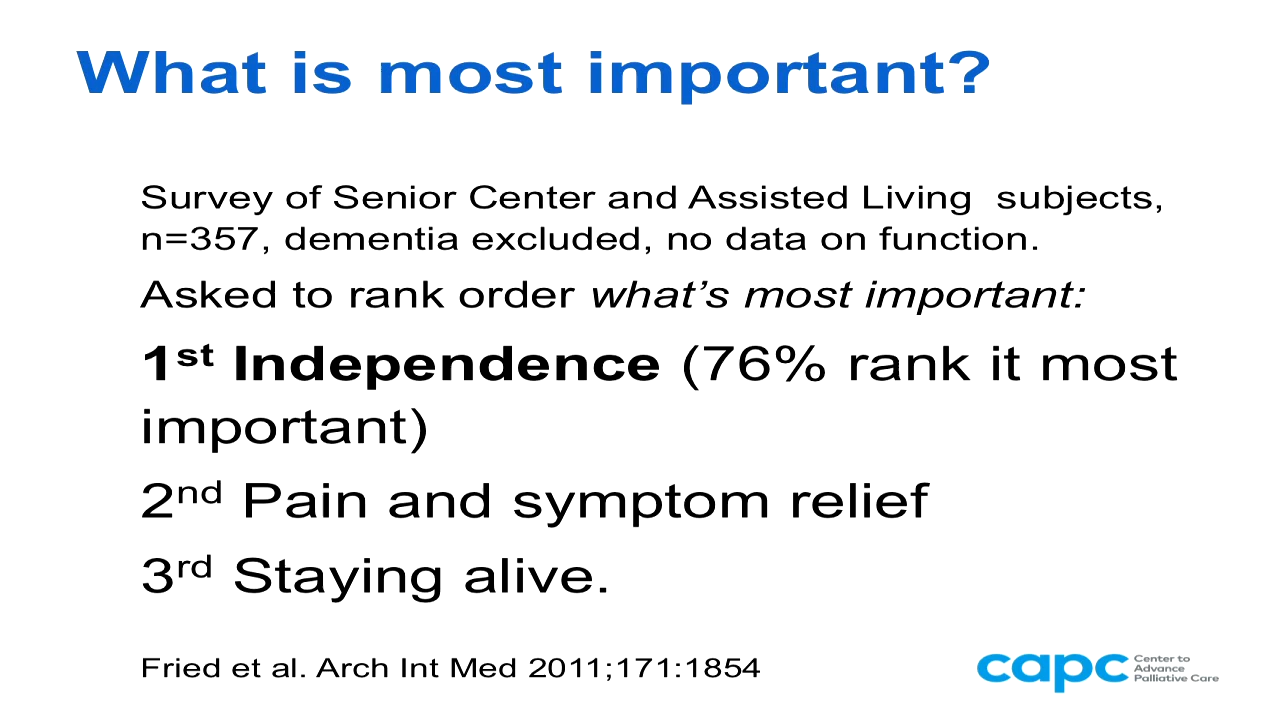 What is most important?
Survey of Senior Center and Assisted Living  subjects,
n=357, dementia excluded, no data on function.
Asked to rank order what’s most important:
1st Independence (76% rank it most
important)
2nd Pain and symptom relief
3rd Staying alive.
Fried et al. Arch Int Med 2011;171:1854
capc
Center to
Advance
Palliative Care